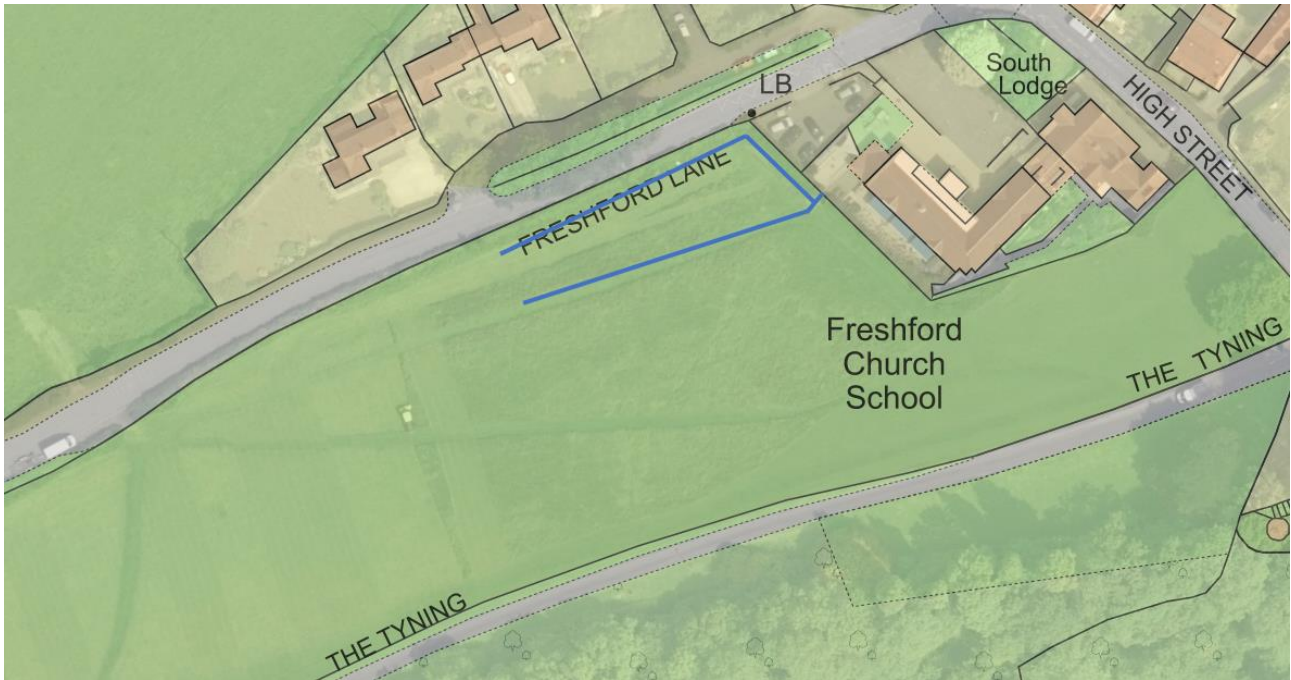 LB
South
Lodge
HIGH STREET
FRESHFORD LANE
Freshford
Church
School
THE TYNING
THE TYNING